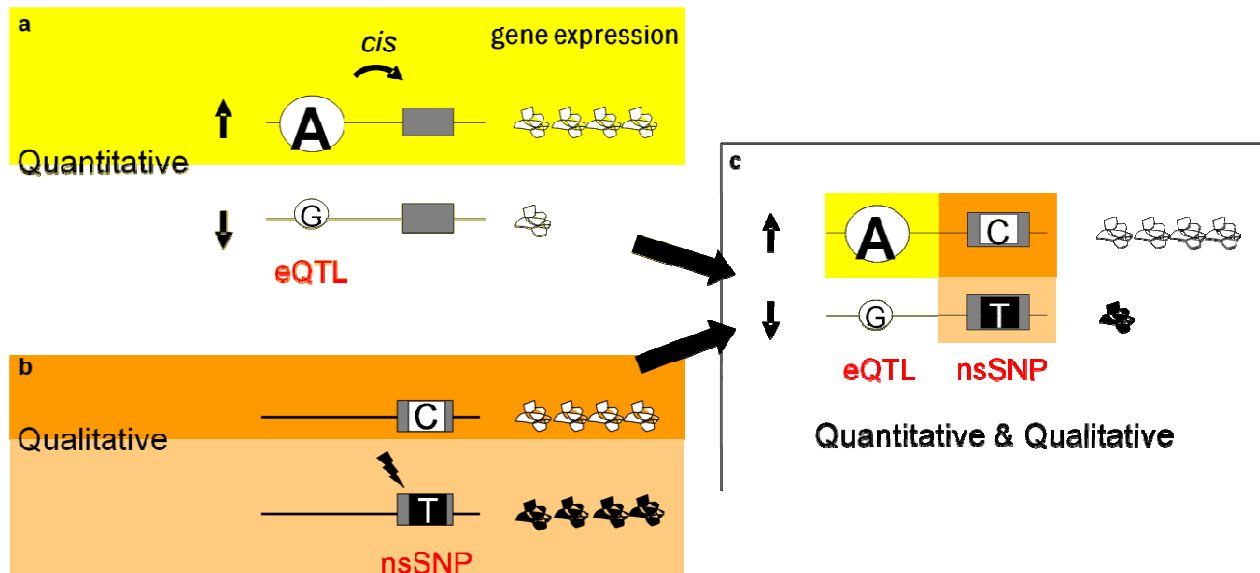 a
cis
gene expression
A
Quantitative
G
eQTL
b
C
Qualitative
T
nsSNP
c
A C
G T
eQTL nsSNP
Quantitative & Qualitative